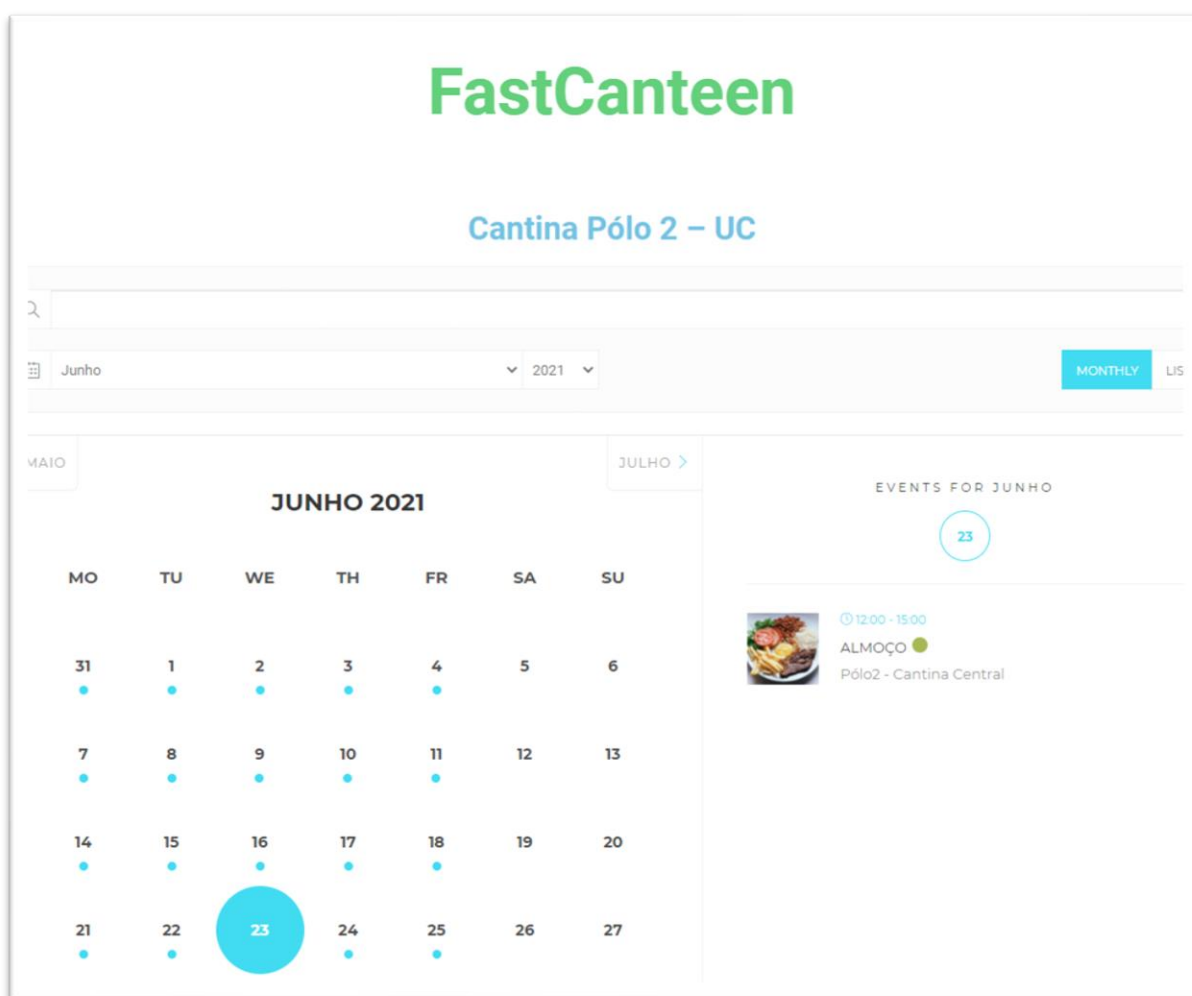 FastCanteen
Cantina Pólo 2 – UC
Junho 2021
MONTHLY LIS
MAIO
JULHO
JUNHO 2021
MO TU WE TH FR SA SU
31 1 2 3 4 5 6
7 8 9 10 11 12 13
14 15 16 17 18 19 20
21 22 23 24 25 26 27
EVENTS FOR JUNHO
23
12:00 - 15:00
ALMOÇO
Pólo2 - Cantina Central